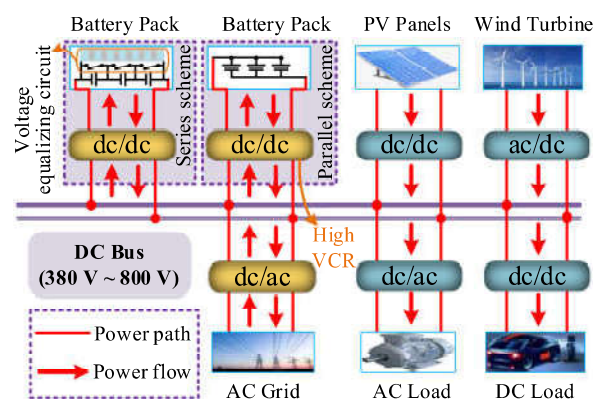 Battery Pack
Battery Pack
PV Panels
Wind Turbine
Voltage
equalizing circuit
Series scheme
Parallel scheme
dc/dc
dc/dc
dc/dc
ac/dc
High
VCR
DC Bus
(380 V ~ 800 V)
dc/ac
dc/ac
dc/dc
Power path
Power flow
AC Grid
AC Load
DC Load